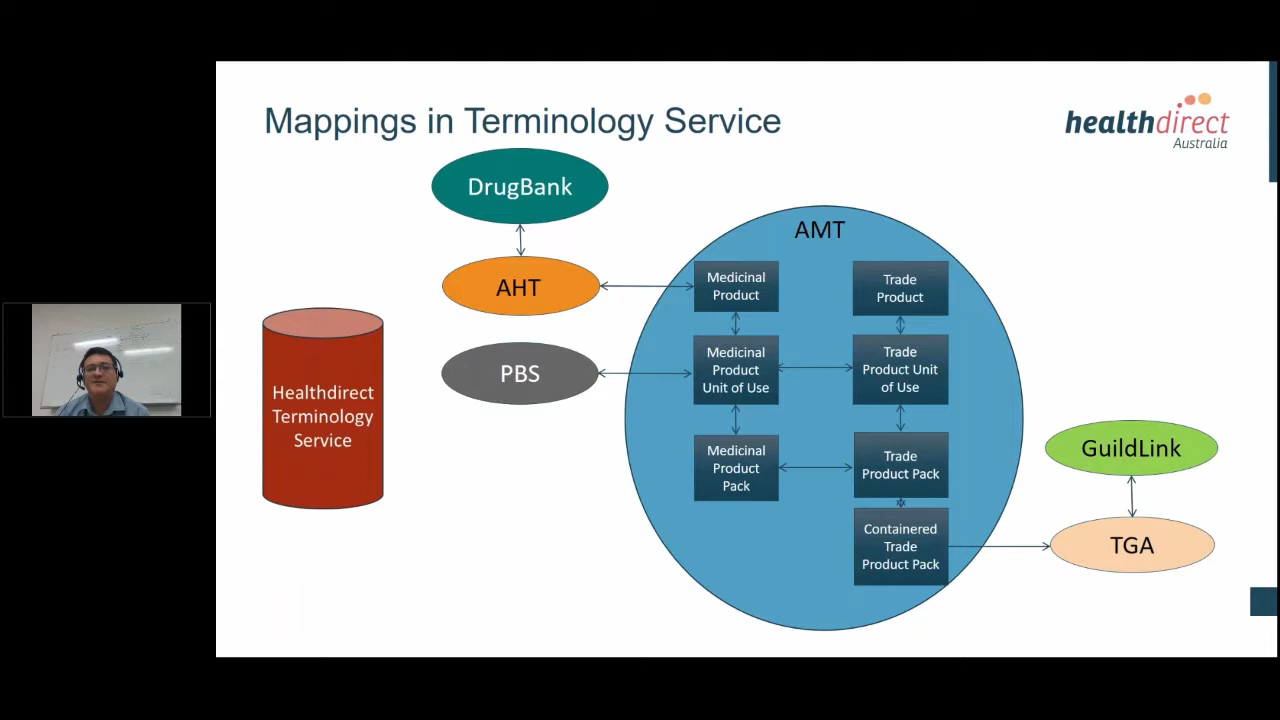 Mappings in Terminology Service
healthdirect
Australia
DrugBank
AHT
PBS
Healthdirect
Terminology
Service
AMT
Medicinal
Product
Trade
Product
Medicinal
Product
Unit of Use
Trade
Product Unit
of Use
Medicinal
Product
Pack
Trade
Product Pack
Containered
Trade
Product Pack
GuildLink
TGA